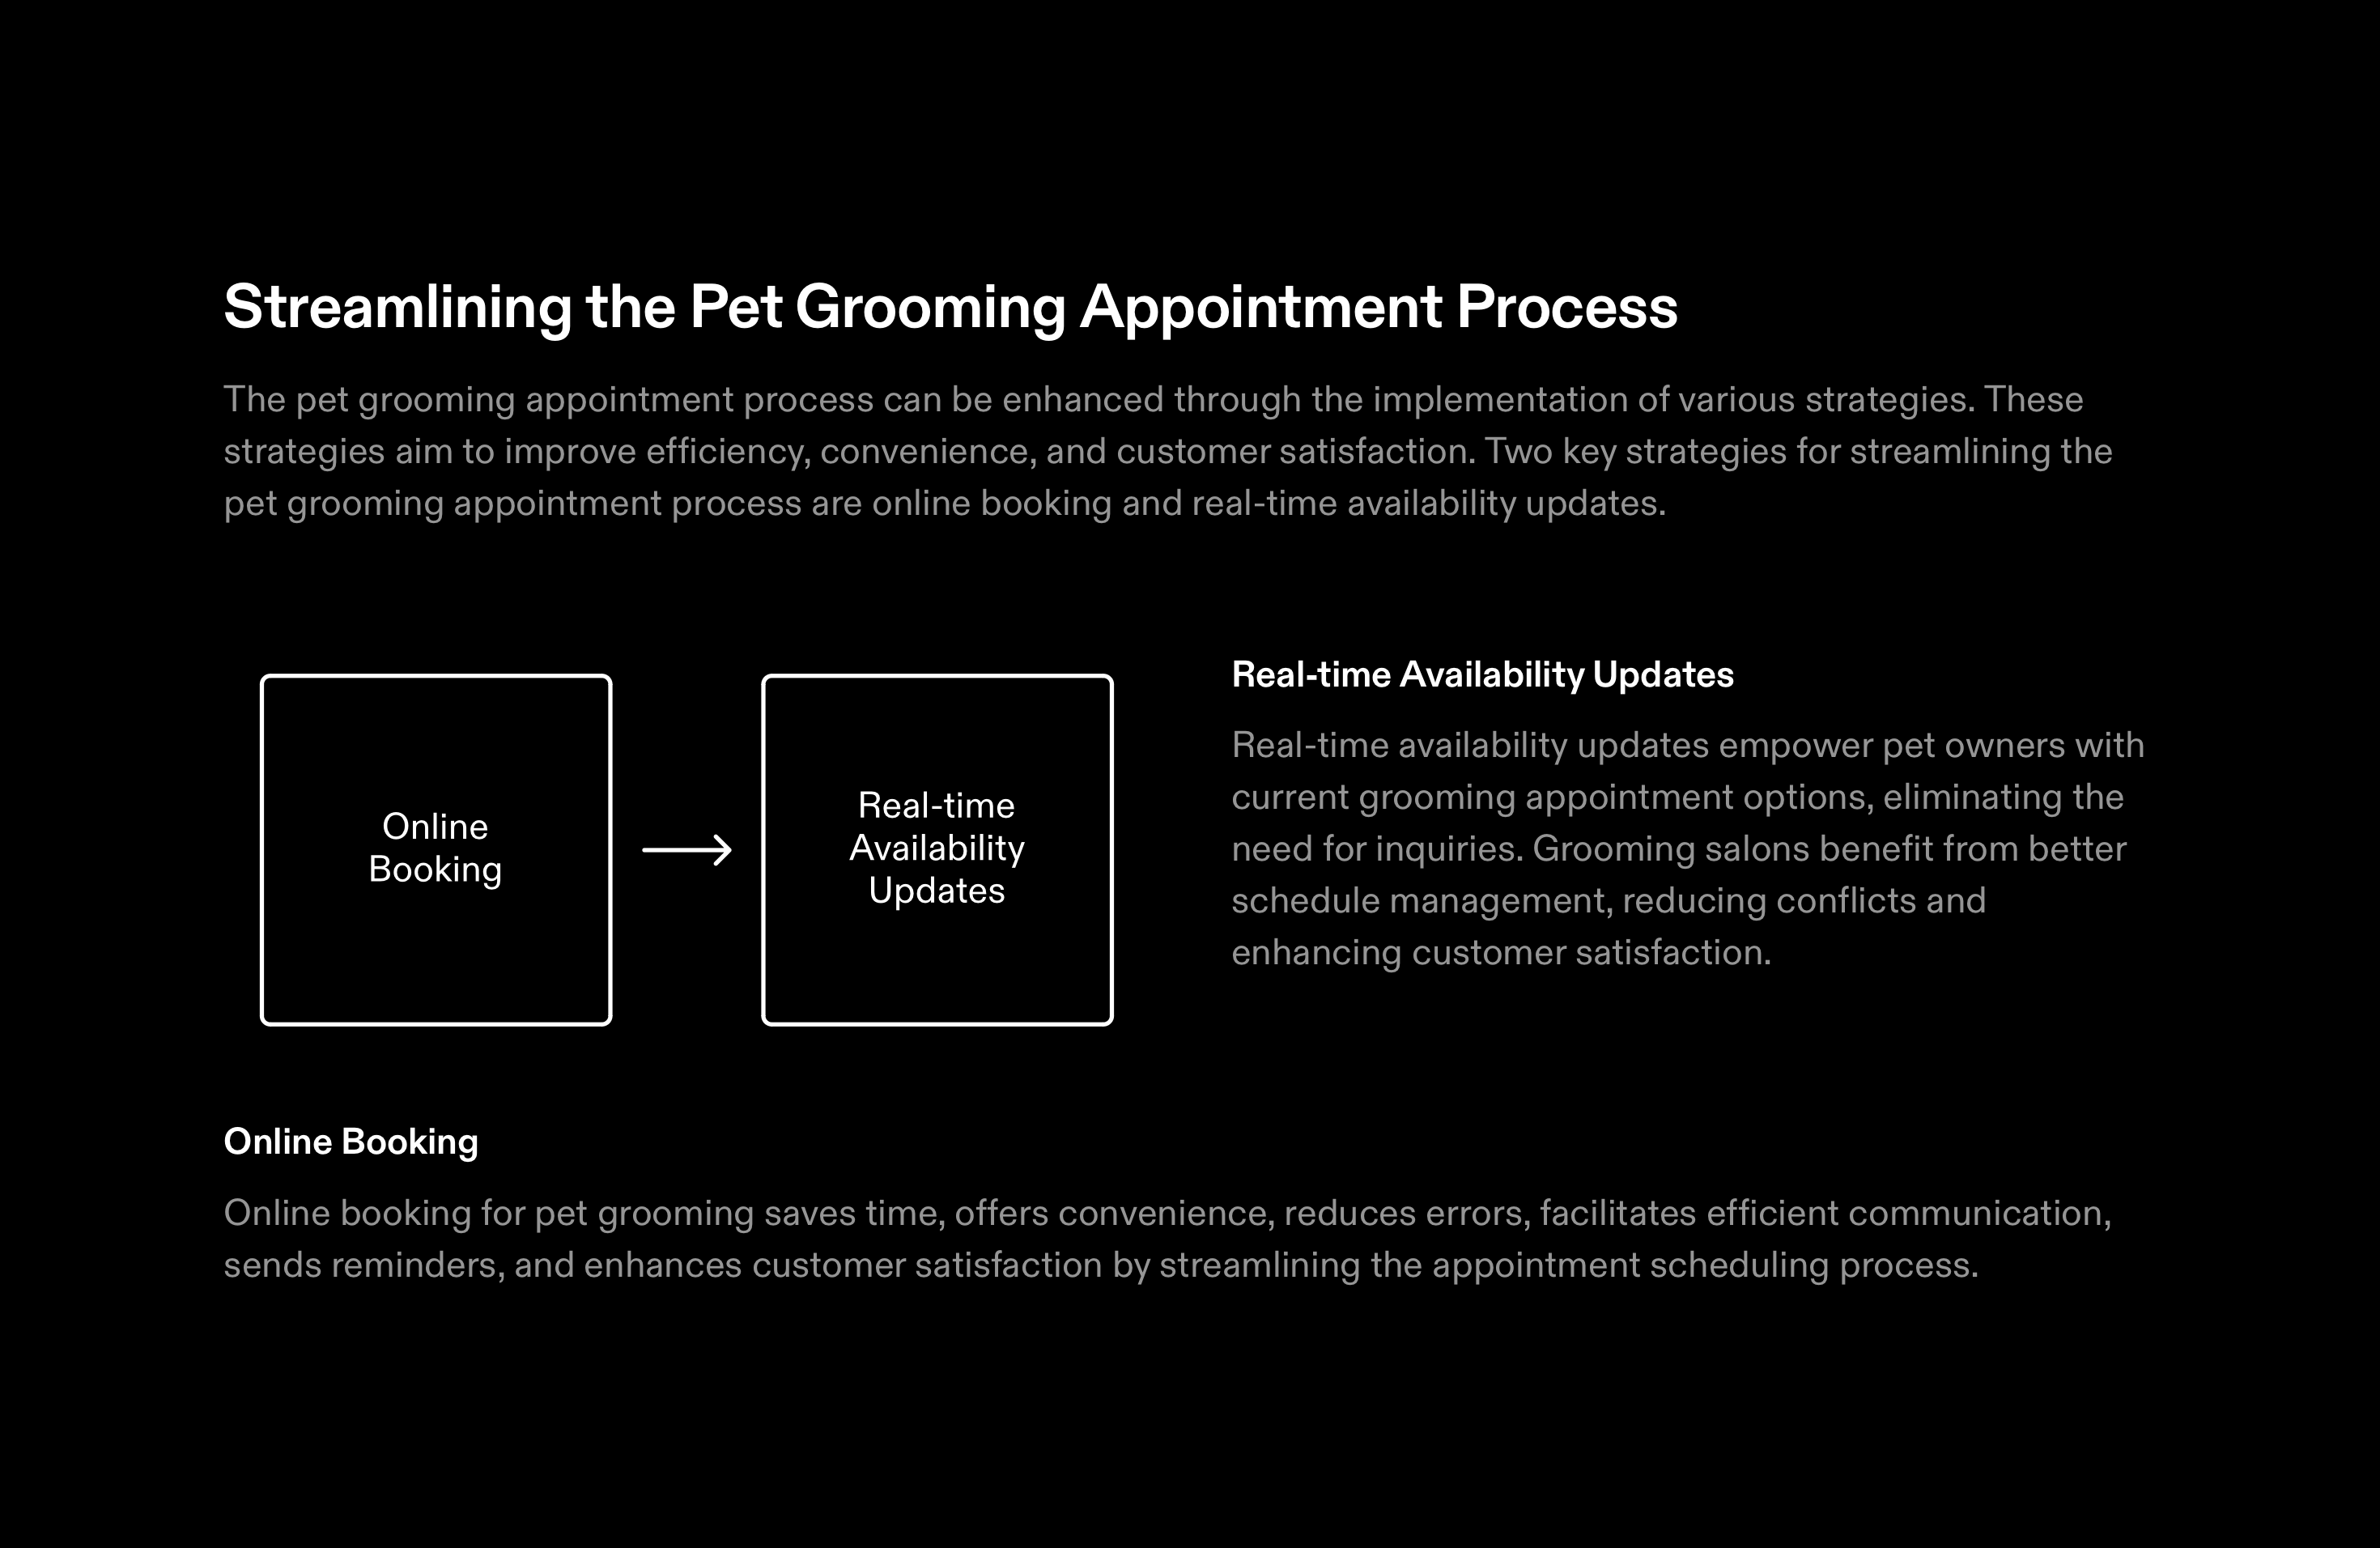 Streamlining the Pet Grooming Appointment Process
The pet grooming appointment process can be enhanced through the implementation of various strategies. These
strategies aim to improve efficiency, convenience, and customer satisfaction. Two key strategies for streamlining the
pet grooming appointment process are online booking and real-time availability updates.
Online
Booking
Real-time
Availability
Updates
Real-time Availability Updates
Real-time availability updates empower pet owners with
current grooming appointment options, eliminating the
need for inquiries. Grooming salons benefit from better
schedule management, reducing conflicts and
enhancing customer satisfaction.
Online Booking
Online booking for pet grooming saves time, offers convenience, reduces errors, facilitates efficient communication,
sends reminders, and enhances customer satisfaction by streamlining the appointment scheduling process.